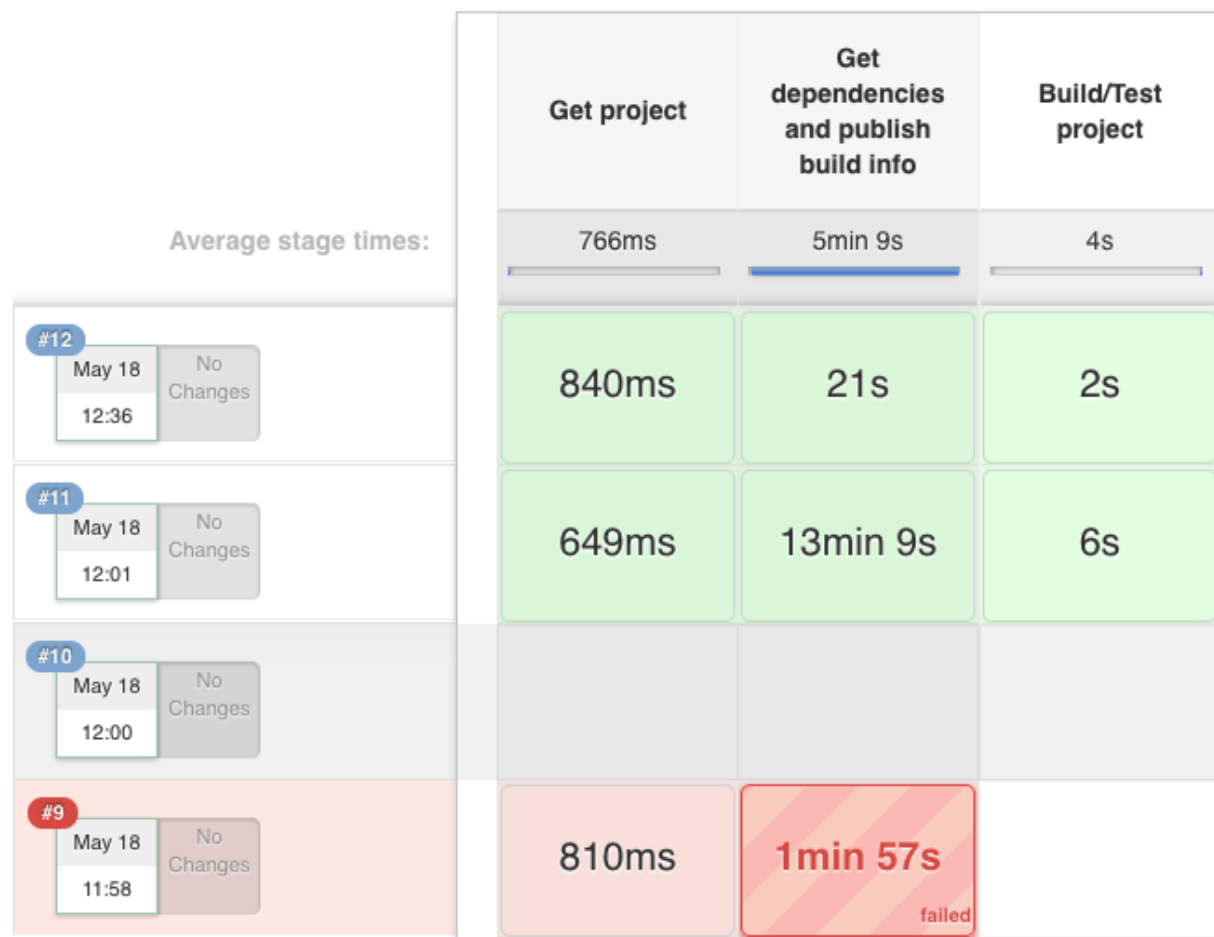 Get project
Get
dependencies
and publish
build info
Build/Test
project
Average stage times:
766ms
5min 9s
4s
#12
May 18
12:36
No
Changes
840ms
21s
2s
#11
May 18
12:01
No
Changes
649ms
13min 9s
6s
#10
May 18
12:00
No
Changes
#9
May 18
11:58
No
Changes
810ms
1min 57s
failed